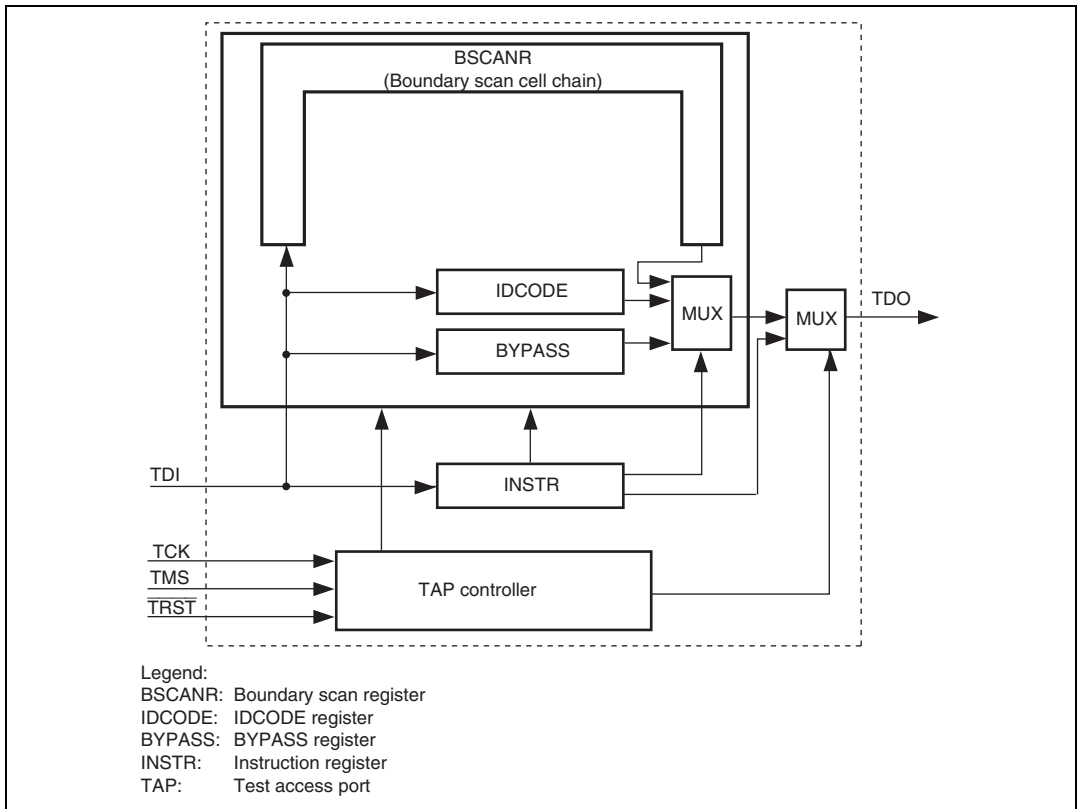 BSCANR
(Boundary scan cell chain)
IDCODE
BYPASS
MUX
MUX
TDO
TDI
INSTR
TCK
TMS
TRST
TAP controller
Legend:
BSCANR: Boundary scan register
IDCODE: IDCODE register
BYPASS: BYPASS register
INSTR: Instruction register
TAP: Test access port